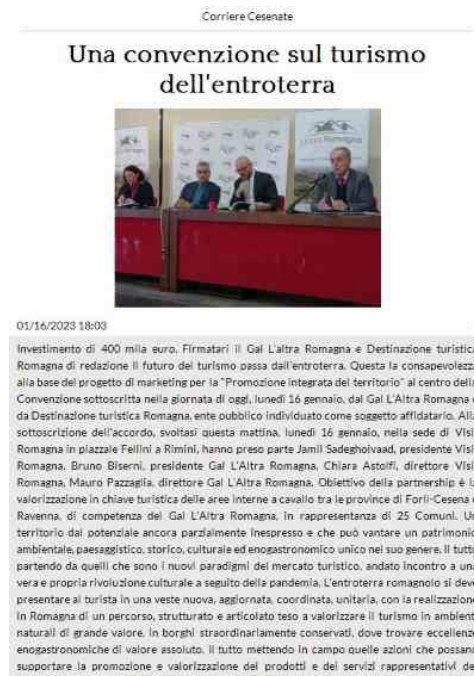 Corriere Cesenate
Una convenzione sul turismo
dell'entroterra
01/16/2023 18:03
Investimento di 400 mila euro. Firmatari il Gal L'altra Romagna e Destinazione turistica
Romagna di redazione Il futuro del turismo passa dall'entroterra. Questa la consapevolezza
alla base del progetto di marketing per la "Promozione integrata del territorio" al centro della
Convenzione sottoscritta nella giornata di oggi, lunedì 16 gennaio, dal Gal L'Altra Romagna e
da Destinazione turistica Romagna, ente pubblico individuato come soggetto affidatario. Alla
sottoscrizione dell'accordo, svoltasi questa mattina, lunedì 16 gennaio, nella sede di Visit
Romagna in piazzale Fellini a Rimini, hanno preso parte Jamil Sadegholvaad, presidente Visit
Romagna, Bruno Biserni, presidente Gal L'Altra Romagna, Chiara Astolfi, direttore Visit
Romagna, Mauro Pazzaglia, direttore Gal L'Altra Romagna. Obiettivo della partnership è la
valorizzazione in chiave turistica delle aree interne a cavallo tra le province di Forlì-Cesena e
Ravenna, di competenza del Gal L'Altra Romagna, in rappresentanza di 25 Comuni. Un
territorio dal potenziale ancora parzialmente inespresso e che può vantare un patrimonio
ambientale, paesaggistico, storico, culturale ed enogastronomico unico nel suo genere. Il tutto
partendo da quelli che sono i nuovi paradigmi del mercato turistico, andato incontro a una
vera e propria rivoluzione culturale a seguito della pandemia. L'entroterra romagnolo si deve
presentare al turista in una veste nuova, aggiornata, coordinata, unitaria, con la realizzazione
in Romagna di un percorso, strutturato e articolato teso a valorizzare il turismo in ambienti
naturali di grande valore, in borghi straordinariamente conservati, dove trovare eccellenze
enogastronomiche di valore assoluto. Il tutto mettendo in campo quelle azioni che possano
supportare la promozione e valorizzazione dei prodotti e dei servizi rappresentativi del